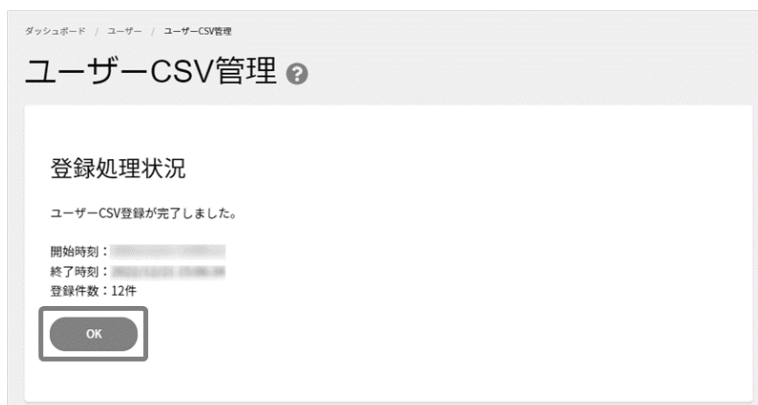 ダッシュボード / ユーザー / ユーザーCSV管理
ユーザーCSV管理 ?
登録処理状況
ユーザーCSV登録が完了しました。
開始時刻：
終了時刻：
登録件数：12件
OK